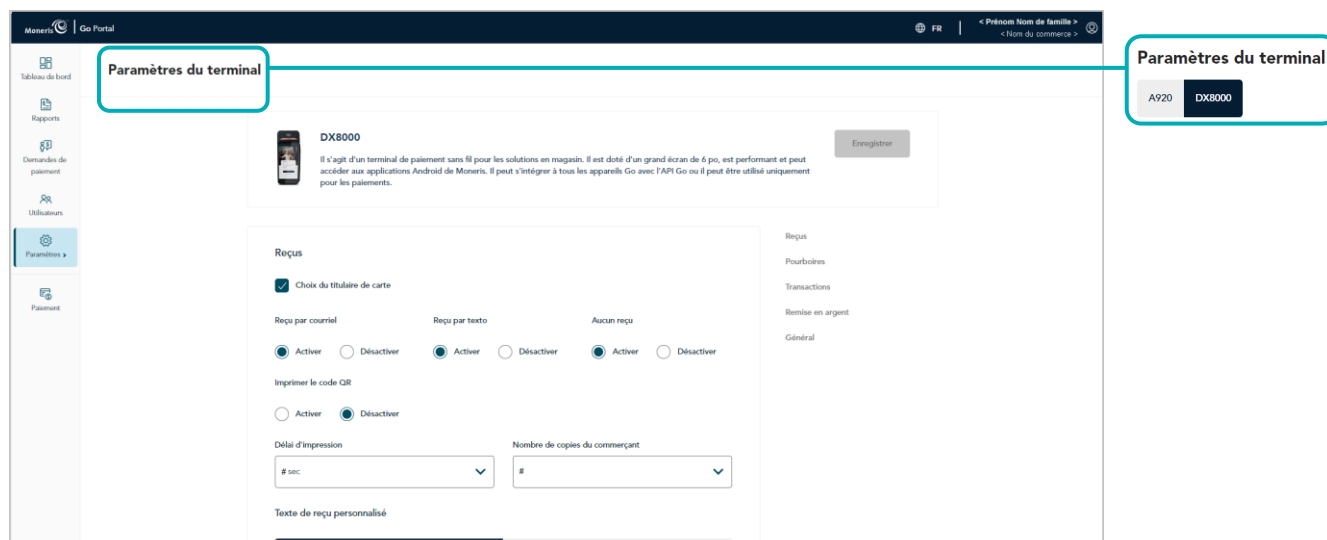 Moneris | Go Portal
FR
< Prénom Nom de famille >
< Nom du commerce >
Tableau de bord
Rapports
Demandes de
paiement
Utilisateurs
Paramètres >
Paiement
Paramètres du terminal
DX8000
Il s'agit d'un terminal de paiement sans fil pour les solutions en magasin. Il est doté d'un grand écran de 6 po, est performant et peut
accéder aux applications Android de Moneris. Il peut s'intégrer à tous les appareils Go avec l'API Go ou il peut être utilisé uniquement
pour les paiements.
Enregistrer
Reçus
Choix du titulaire de carte
Reçu par courriel Reçu par texto Aucun reçu
Activer Désactiver Activer Désactiver Activer Désactiver
Imprimer le code QR
Activer Désactiver
Délai d'impression Nombre de copies du commerçant
# sec #
Texte de reçu personnalisé
Reçus
Pourboires
Transactions
Remise en argent
Général
Paramètres du terminal
A920 DX8000